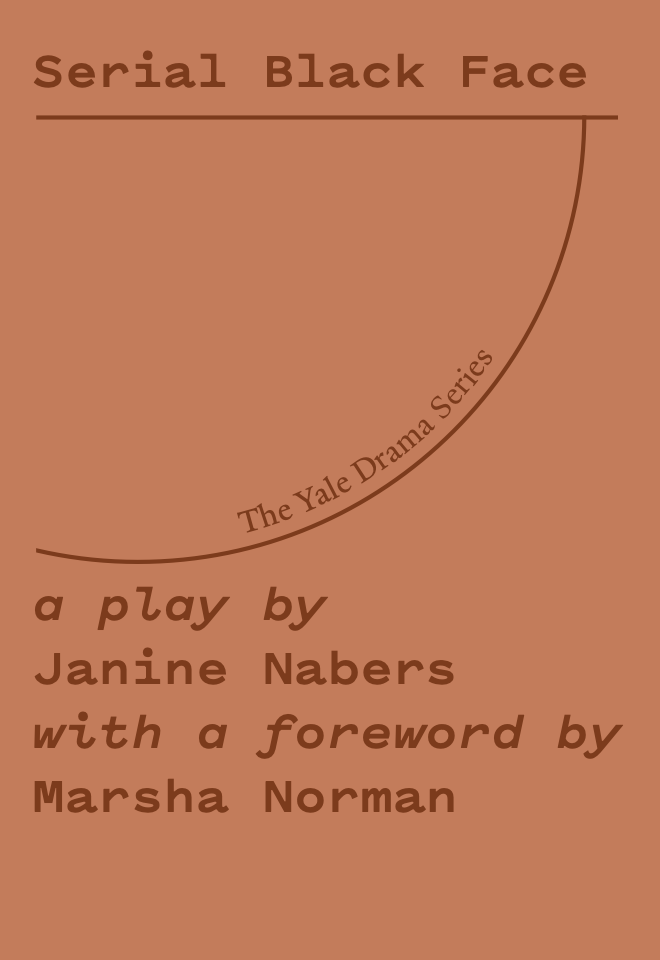 Serial Black Face
The Yale Drama Series
a play by
Janine Nabers
with a foreword by
Marsha Norman